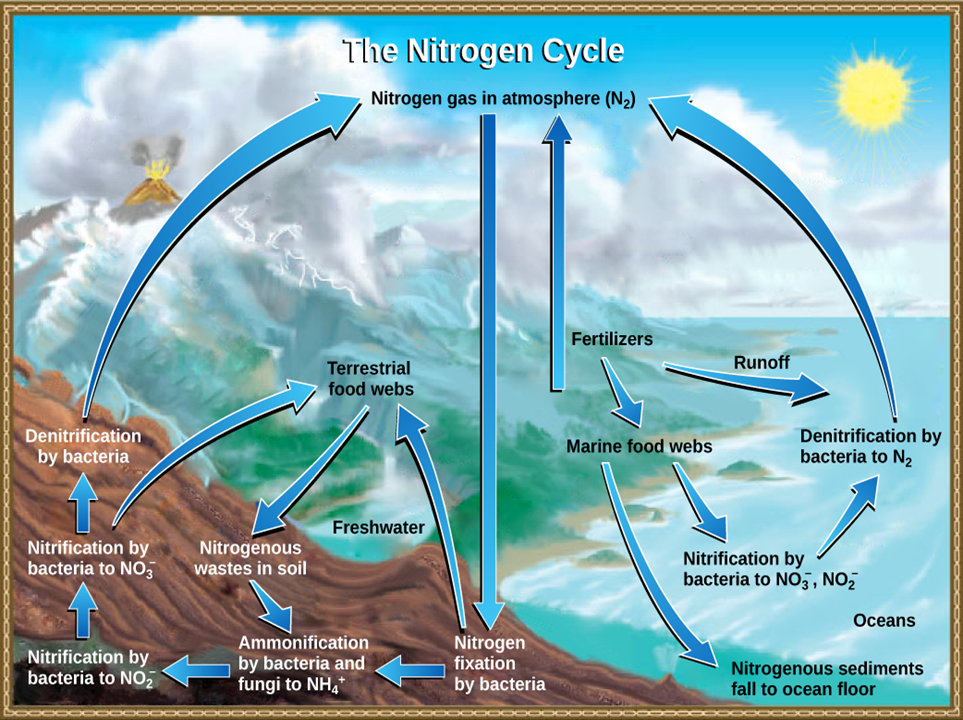 The Nitrogen Cycle
Nitrogen gas in atmosphere (N₂)
Fertilizers
Runoff
Terrestrial
food webs
Denitrification
by bacteria
Marine food webs
Denitrification by
bacteria to N₂
Freshwater
Nitrification by
bacteria to NO₃⁻
Nitrogenous
wastes in soil
Nitrification by
bacteria to NO₃⁻, NO₂⁻
Oceans
Nitrification by
bacteria to NO₂⁻
Ammonification
by bacteria and
fungi to NH₄⁺
Nitrogen
fixation
by bacteria
Nitrogenous sediments
fall to ocean floor